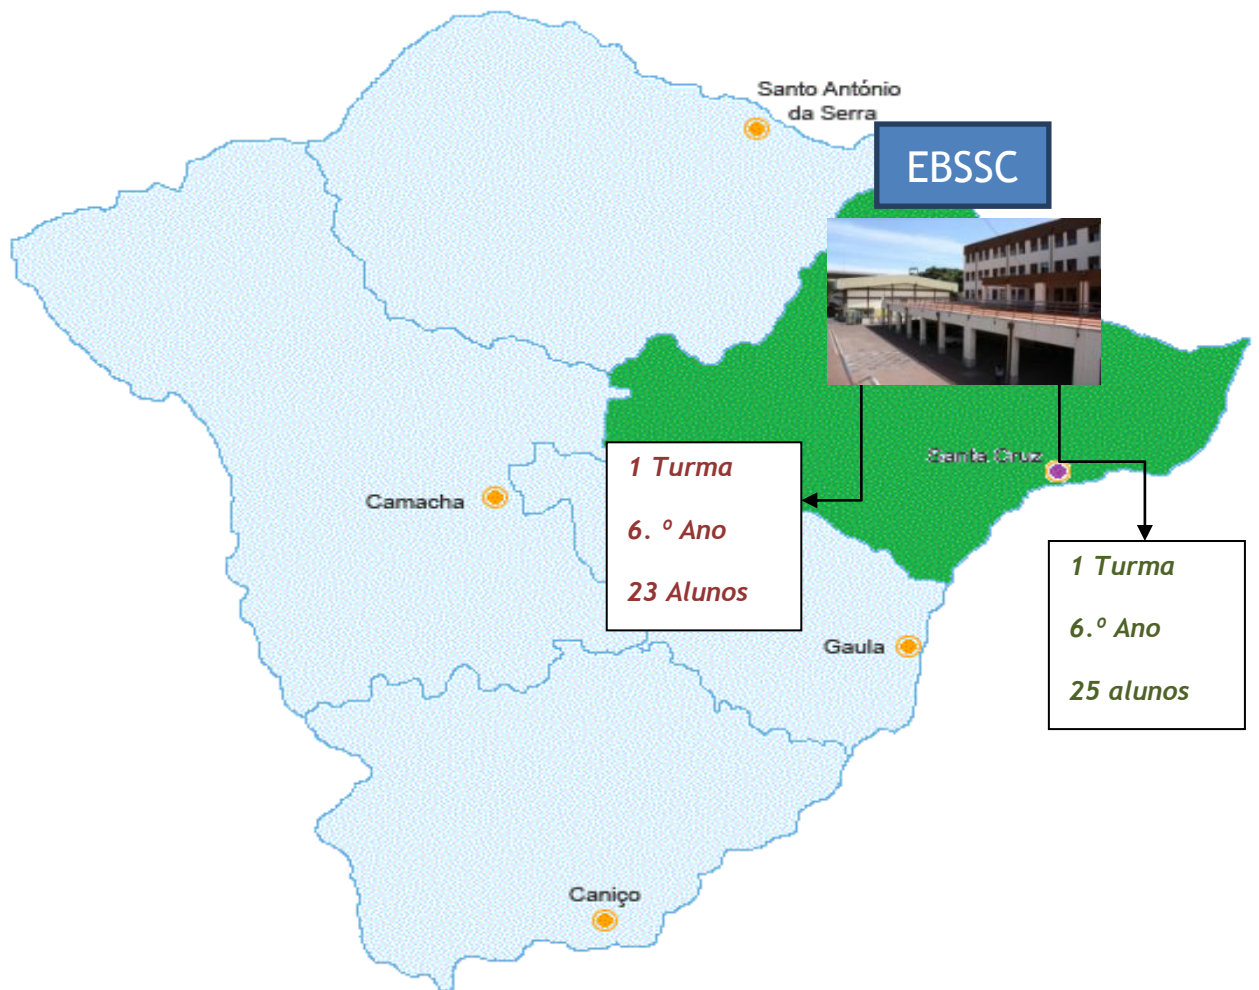 Santo António
da Serra
EBSSC
Santa Cruz
1 Turma
6. º Ano
23 Alunos
Camacha
1 Turma
6.º Ano
25 alunos
Gaula
Caniço